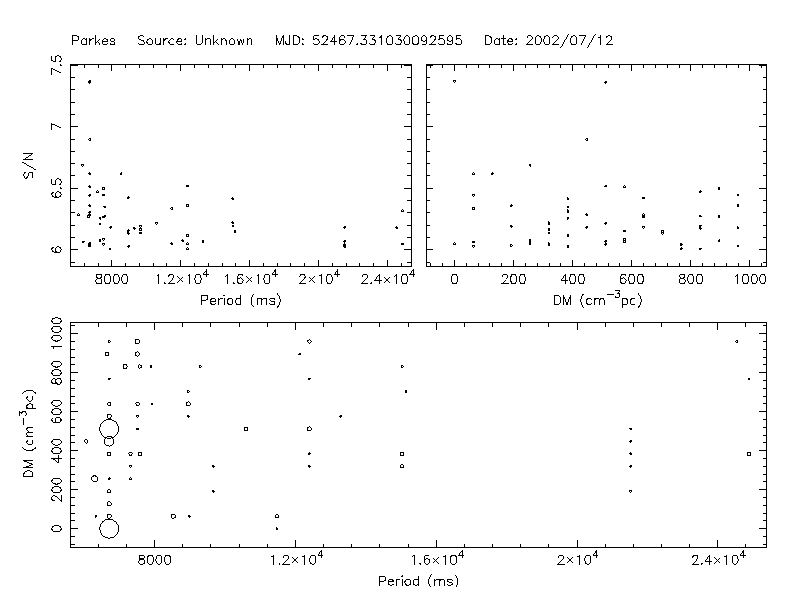 Parkes Source: Unknown MJD: 52467.331030092595 Date: 2002/07/12
S/N
7.5
7
6.5
6
8000 1.2×10⁴ 1.6×10⁴ 2×10⁴ 2.4×10⁴
Period (ms)
0 200 400 600 800 1000
DM (cm⁻³pc)
DM (cm⁻³pc)
1000
800
600
400
200
0
8000 1.2×10⁴ 1.6×10⁴ 2×10⁴ 2.4×10⁴
Period (ms)